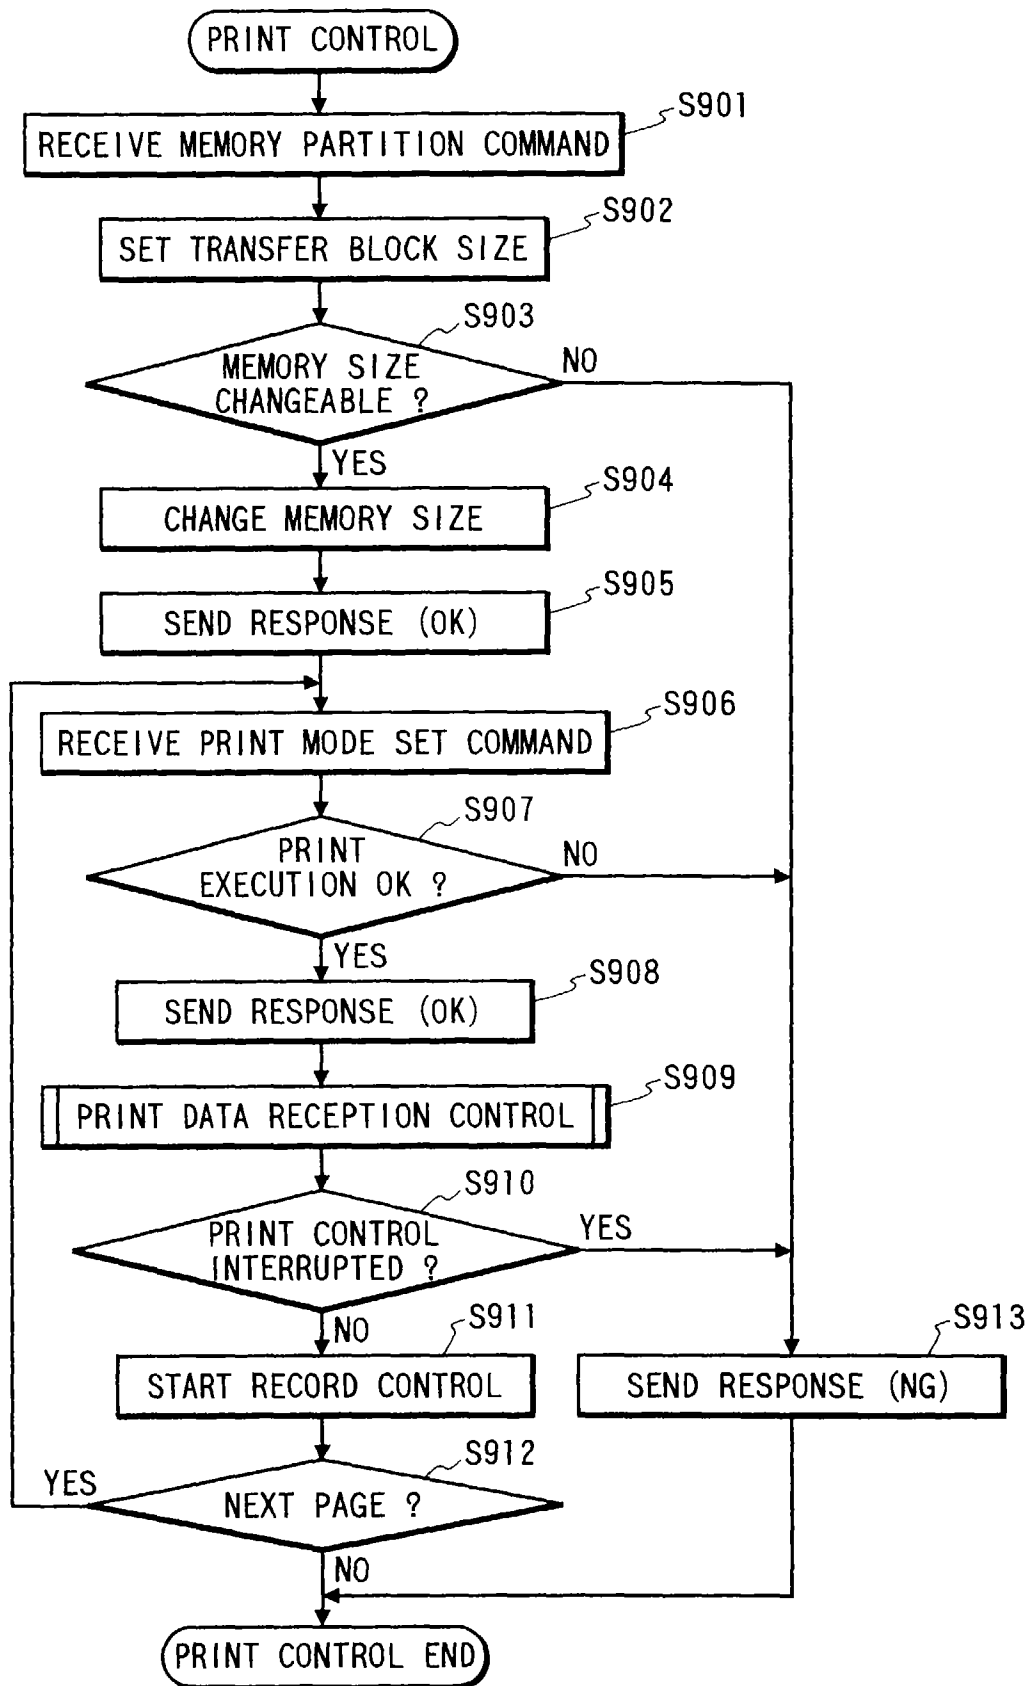 PRINT CONTROL
S901
RECEIVE MEMORY PARTITION COMMAND
S902
SET TRANSFER BLOCK SIZE
S903
MEMORY SIZE
CHANGEABLE ?
NO
YES
S904
CHANGE MEMORY SIZE
S905
SEND RESPONSE (OK)
S906
RECEIVE PRINT MODE SET COMMAND
S907
PRINT
EXECUTION OK ?
NO
YES
S908
SEND RESPONSE (OK)
S909
PRINT DATA RECEPTION CONTROL
S910
PRINT CONTROL
INTERRUPTED ?
YES
NO
S911
START RECORD CONTROL
S913
SEND RESPONSE (NG)
S912
YES
NEXT PAGE ?
NO
PRINT CONTROL END